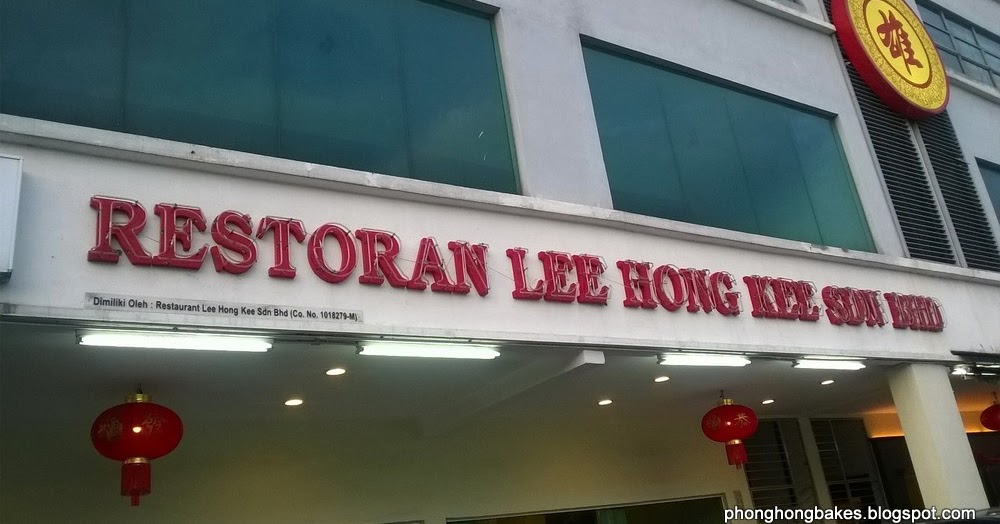 雄
RESTORAN LEE HONG KEE SDN BHD
Dimiliki Oleh : Restaurant Lee Hong Kee Sdn Bhd (Co. No. 1018279-M)
phonghongbakes.blogspot.com